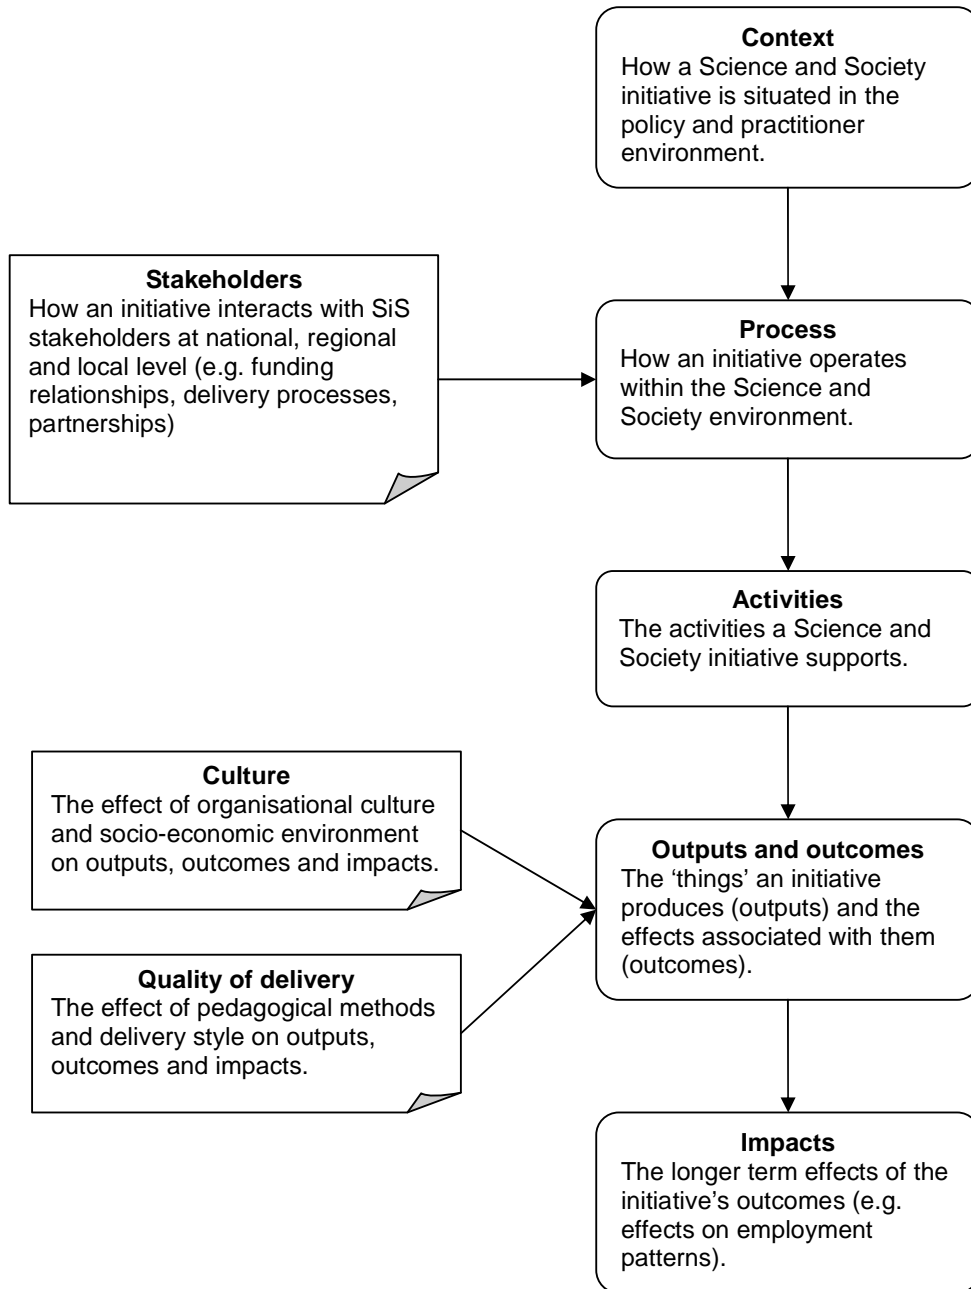 Context
How a Science and Society
initiative is situated in the
policy and practitioner
environment.
Stakeholders
How an initiative interacts with SiS
stakeholders at national, regional
and local level (e.g. funding
relationships, delivery processes,
partnerships)
Process
How an initiative operates
within the Science and
Society environment.
Activities
The activities a Science and
Society initiative supports.
Culture
The effect of organisational culture
and socio-economic environment
on outputs, outcomes and impacts.
Outputs and outcomes
The ‘things’ an initiative
produces (outputs) and the
effects associated with them
(outcomes).
Quality of delivery
The effect of pedagogical methods
and delivery style on outputs,
outcomes and impacts.
Impacts
The longer term effects of the
initiative’s outcomes (e.g.
effects on employment
patterns).